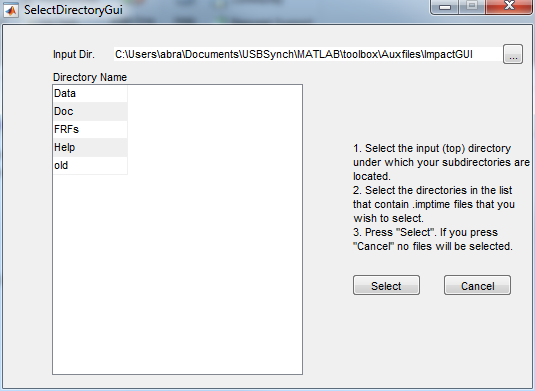 SelectDirectoryGui
Input Dir.
C:\Users\abra\Documents\USBSynch\MATLAB\toolbox\Auxfiles\ImpactGUI
...
Directory Name
Data
Doc
FRFs
Help
old
1. Select the input (top) directory
under which your subdirectories are
located.
2. Select the directories in the list
that contain .imptime files that you
wish to select.
3. Press "Select". If you press
"Cancel" no files will be selected.
Select
Cancel